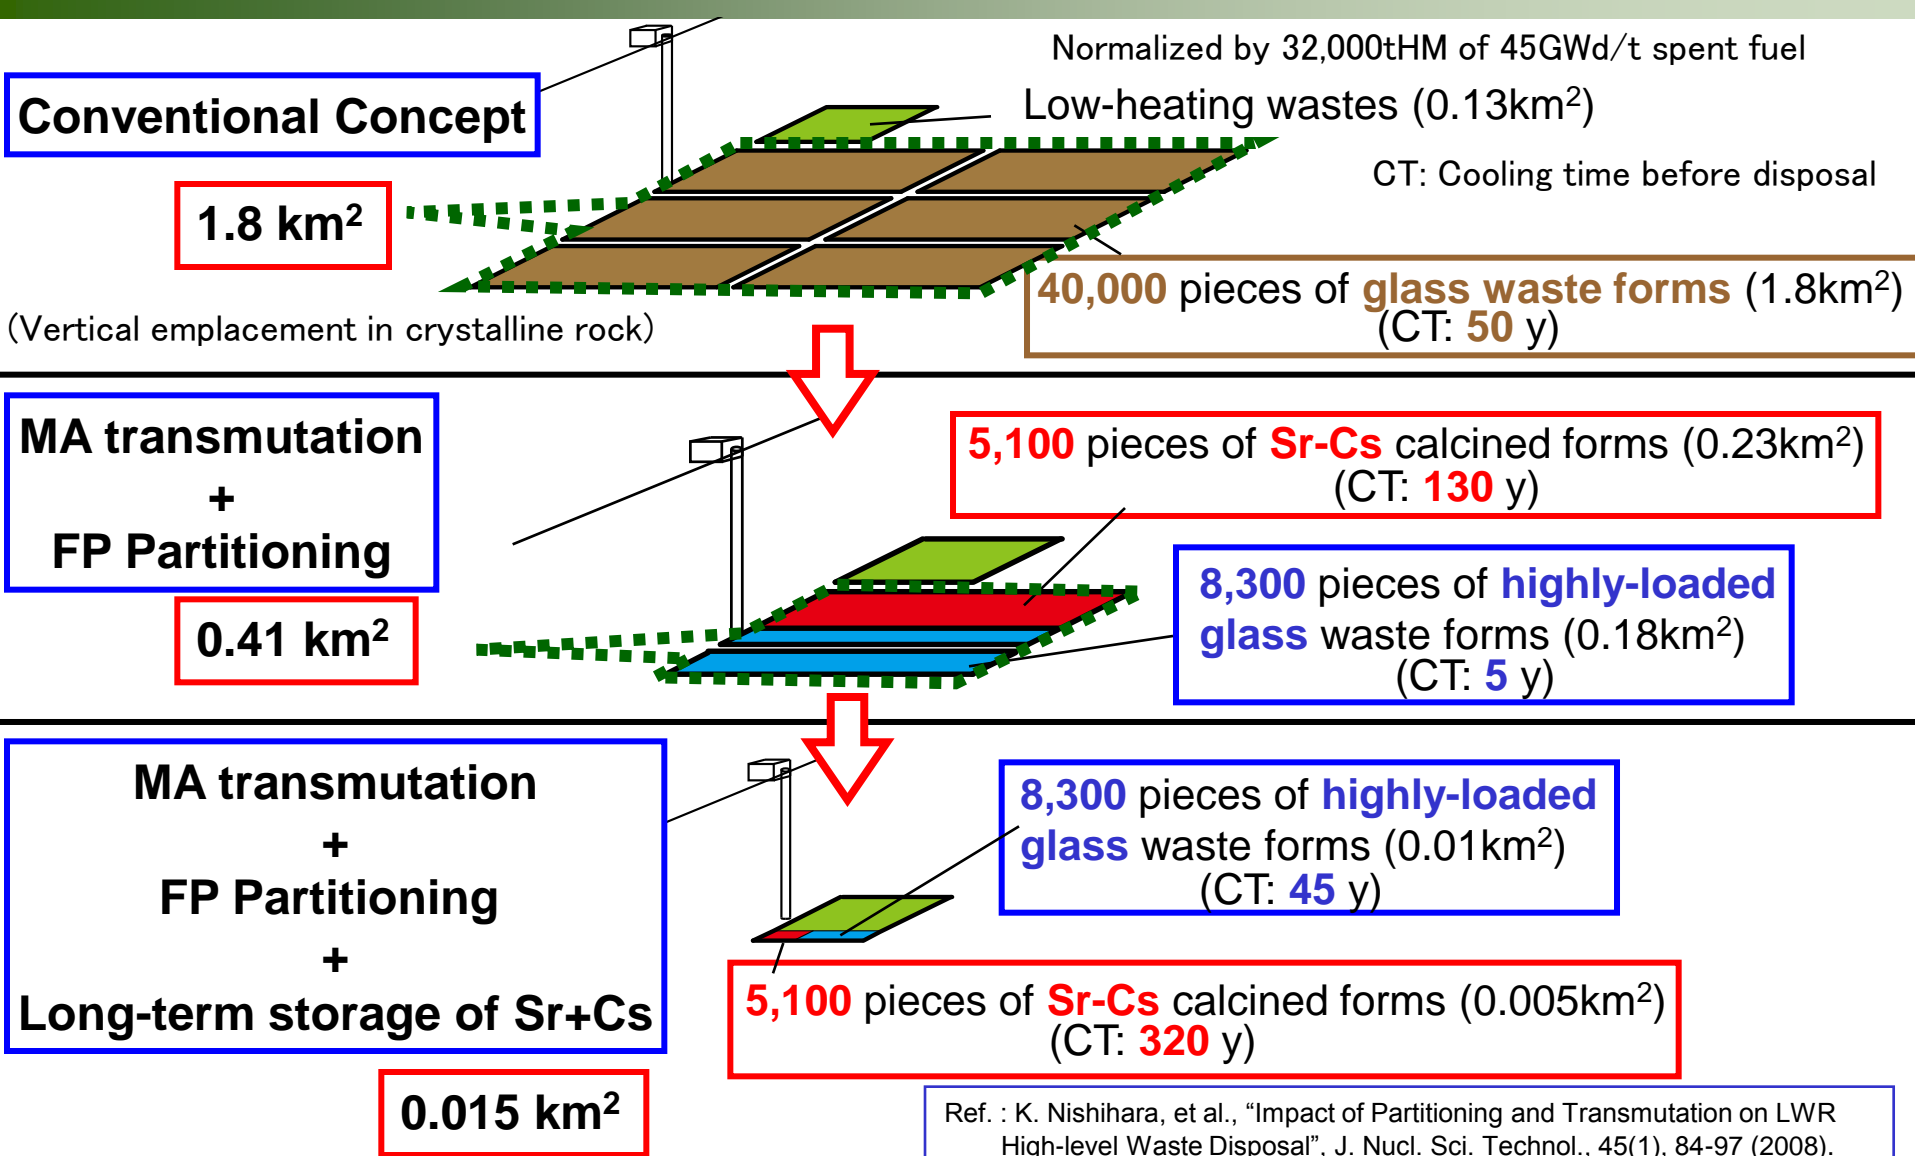 Normalized by 32,000tHM of 45GWd/t spent fuel
Conventional Concept
Low-heating wastes (0.13km²)
CT: Cooling time before disposal
1.8 km²
40,000 pieces of glass waste forms (1.8km²)
(CT: 50 y)
(Vertical emplacement in crystalline rock)
MA transmutation
+
FP Partitioning
0.41 km²
5,100 pieces of Sr-Cs calcined forms (0.23km²)
(CT: 130 y)
8,300 pieces of highly-loaded
glass waste forms (0.18km²)
(CT: 5 y)
MA transmutation
+
FP Partitioning
+
Long-term storage of Sr+Cs
0.015 km²
8,300 pieces of highly-loaded
glass waste forms (0.01km²)
(CT: 45 y)
5,100 pieces of Sr-Cs calcined forms (0.005km²)
(CT: 320 y)
Ref. : K. Nishihara, et al., “Impact of Partitioning and Transmutation on LWR
High-level Waste Disposal”, J. Nucl. Sci. Technol., 45(1), 84-97 (2008).